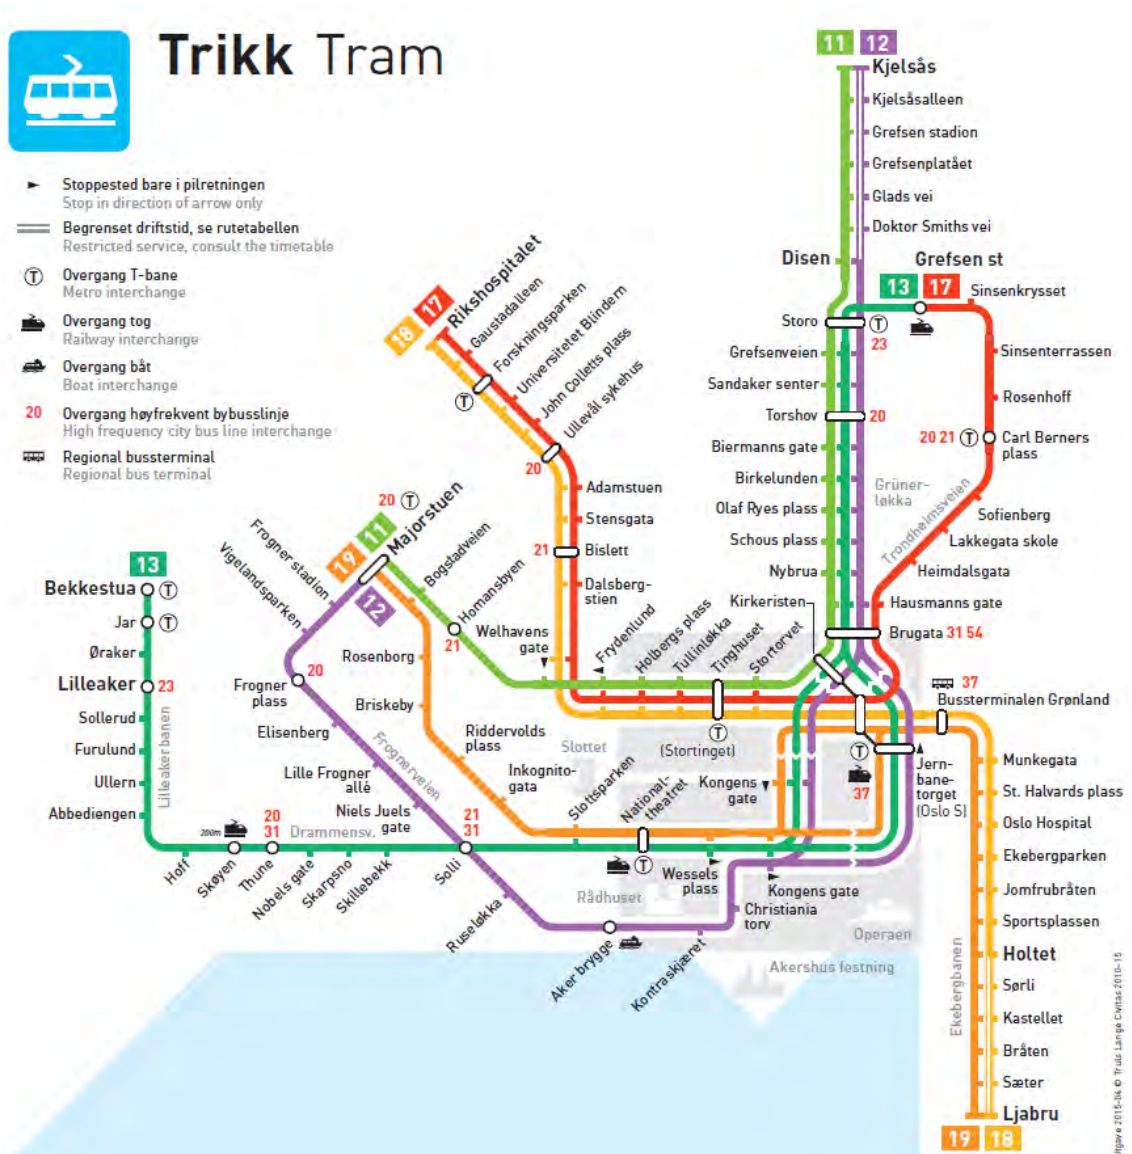 Trikk Tram
Stoppested bare i pilretningen
Stop in direction of arrow only
Begrenset driftstid, se rutetabellen
Restricted service, consult the timetable
T
Overgang T-bane
Metro interchange
Overgang tog
Railway interchange
Overgang båt
Boat interchange
20
Overgang høyfrekvent bybusslinje
High frequency city bus line interchange
Regional bussterminal
Regional bus terminal
11 12
Kjelsås
Kjelsåsalleen
Grefsen stadion
Grefsenplatået
Glads vei
Doktor Smiths vei
Disen
Grefsen st
13 17
Sinsenkrysset
Storo
T
23
Grefsenveien
Sinsenterrassen
Sandaker senter
Rosenhoff
Torshov
20
20 21 T
Carl Berners
plass
Biermanns gate
Birkelunden
Grüner-
løkka
Trondheimsveien
Olaf Ryes plass
Sofienberg
Schous plass
Lakkegata skole
Nybrua
Heimdalsgata
Kirkeristen
Hausmanns gate
Brugata 31 54
18 17
Rikshospitalet
Gaustadalleen
Forskningsparken
T
Universitetet Blindern
John Colletts plass
Ullevål sykehus
20
Adamstuen
Stensgata
21
Bislett
Dalsberg-
stien
Welhavens
gate
Frydenlund
Holbergs plass
Tullinløkka
Tinghuset
Stortorvet
T
(Stortinget)
37
Bussterminalen Grønland
20 T
19 11
Majorstuen
12
Bogstadveien
Homansbyen
21
Frogner stadion
Vigelandsparken
20
Frogner
plass
Elisenberg
Lille Frogner
allé
Niels Juels
gate
Frognerveien
Rosenborg
Briskeby
Riddervolds
plass
Inkognito-
gata
Slottet
Slottsparken
National-
theatret
T
Kongens
gate
T
37
Jern-
bane-
torget
(Oslo S)
13
Bekkestua
T
Jar
T
Øraker
Lilleaker
23
Sollerud
Furulund
Ullern
Abbediengen
Lilleakerbanen
Hoff
200m
Skøyen
20
31
Thune
Drammensv.
Nobels gate
Skarpsno
Skillebekk
21
31
Solli
Ruseløkka
Rådhuset
Aker brygge
Kontraskjæret
Wessels
plass
Kongens gate
Christiania
torv
Operaen
Akershus festning
Munkegata
St. Halvards plass
Oslo Hospital
Ekebergparken
Jomfrubråten
Sportsplassen
Holtet
Sørli
Kastellet
Bråten
Sæter
Ljabru
Ekebergbanen
19 18
2015-04 © Truls Lange Civitas 2010-15